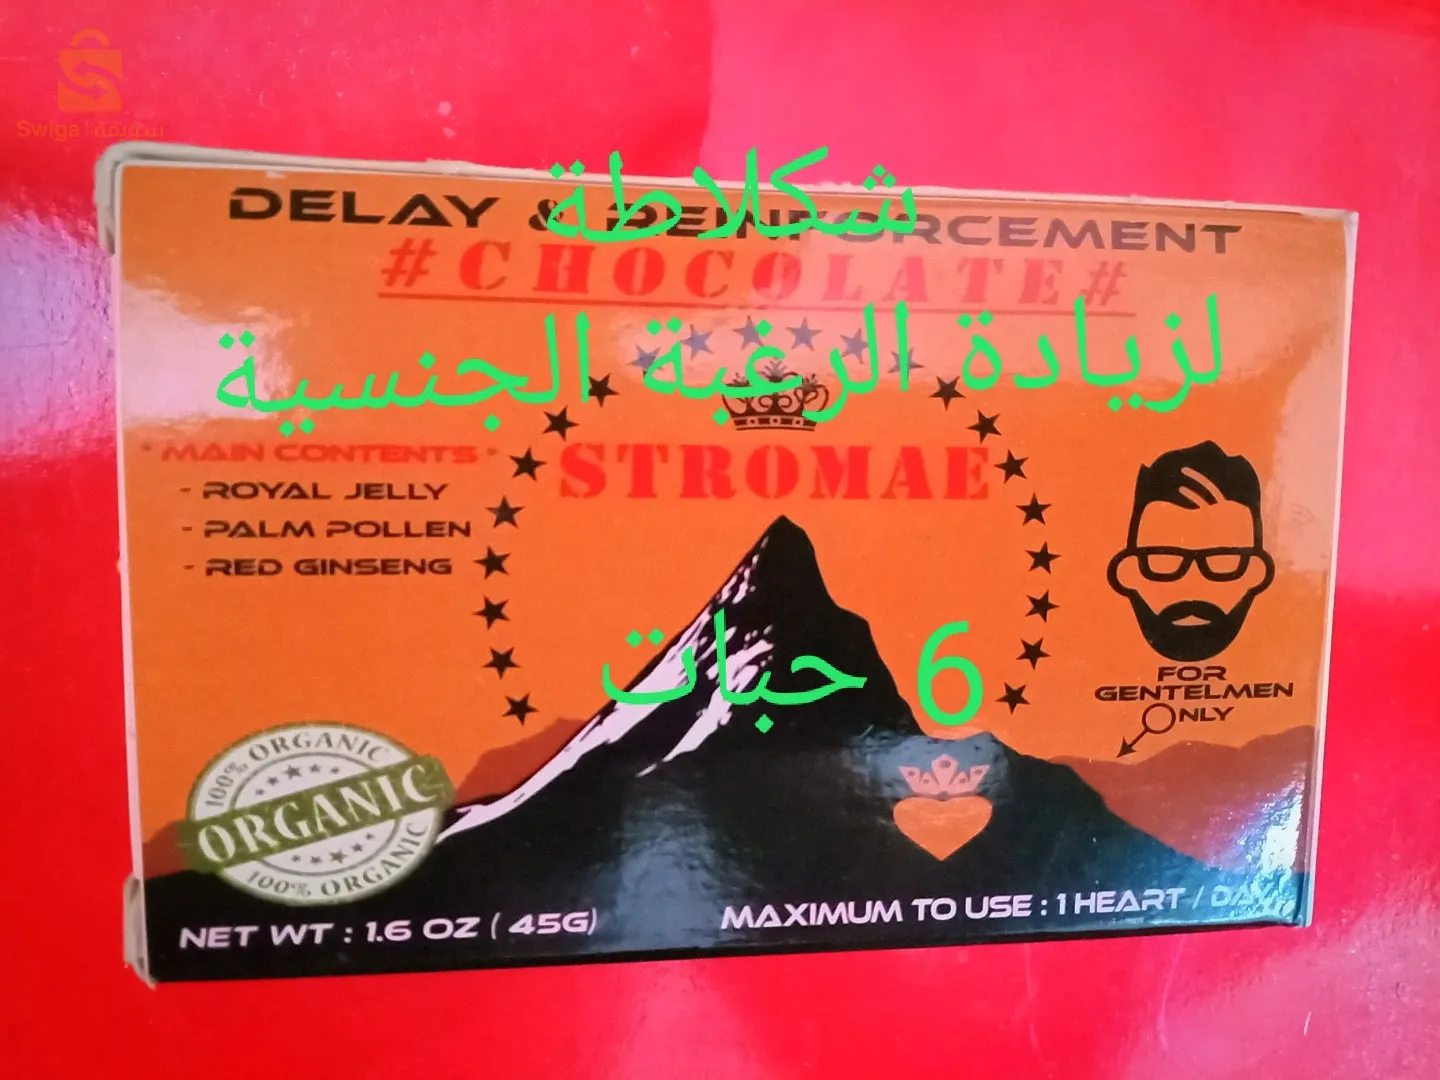 Swiga | سويقة
DELAY & REINFORCEMENT
شكلاطة
#CHOCOLATE#
لزيادة الرغبة الجنسية
* MAIN CONTENTS *
- ROYAL JELLY
- PALM POLLEN
- RED GINSENG
STROMAE
6 حبات
FOR
GENTELMEN
ONLY
100% ORGANIC
ORGANIC
100% ORGANIC
NET WT : 1.6 OZ ( 45G)
MAXIMUM TO USE : 1 HEART / DAY